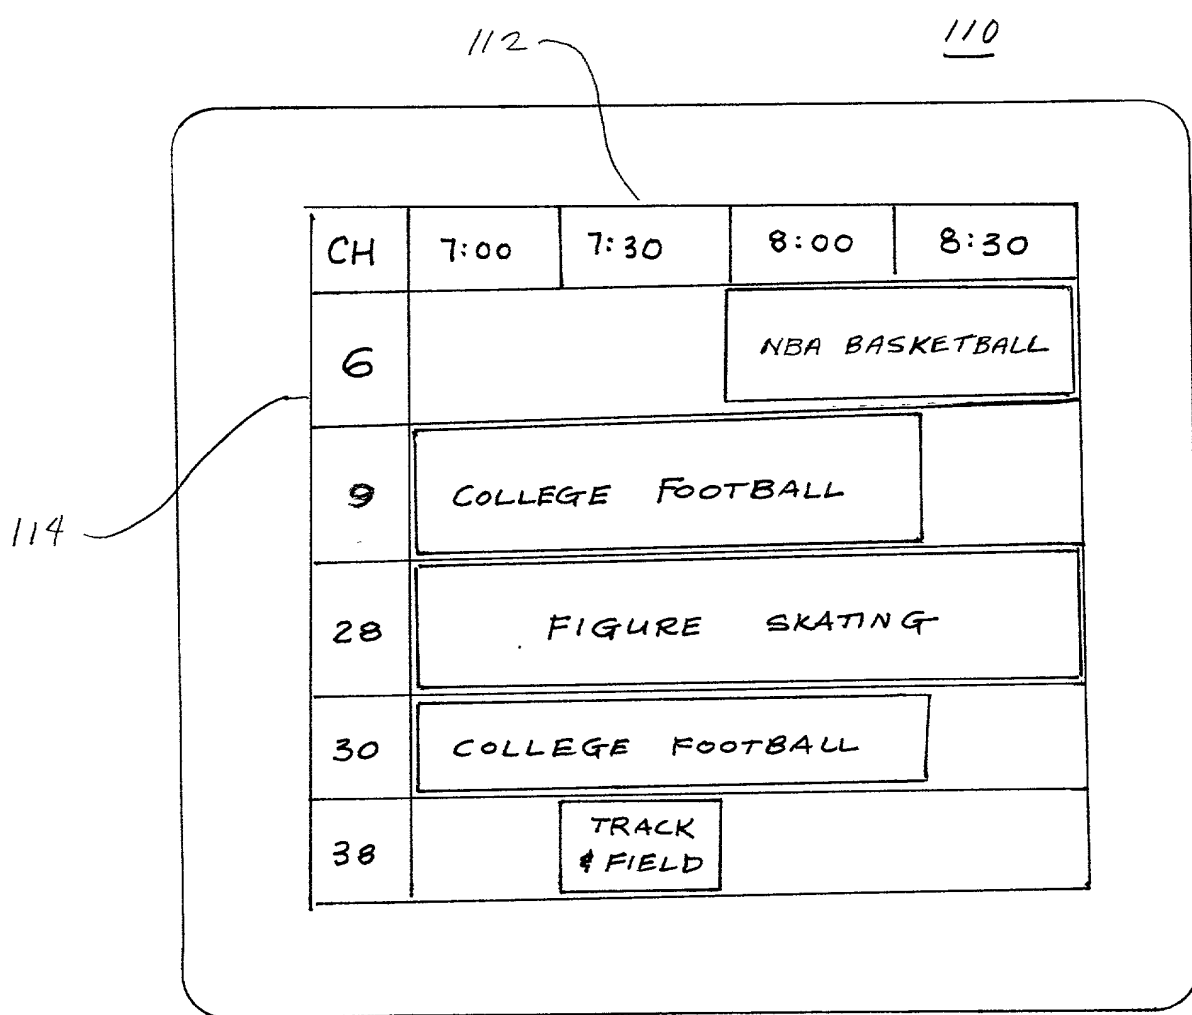 112
110
CH 7:00 7:30 8:00 8:30
6 NBA BASKETBALL
9 COLLEGE FOOTBALL
114
28 FIGURE SKATING
30 COLLEGE FOOTBALL
38 TRACK
& FIELD